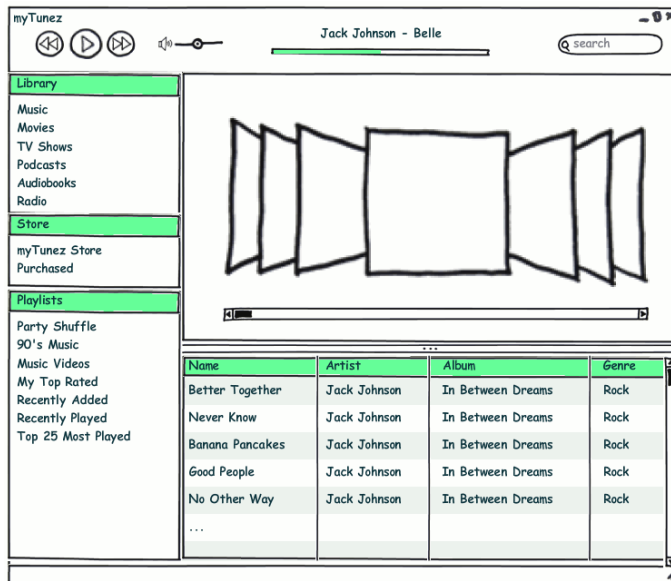 myTunez
Jack Johnson - Belle
search
Library
Music
Movies
TV Shows
Podcasts
Audiobooks
Radio
Store
myTunez Store
Purchased
Playlists
Party Shuffle
90's Music
Music Videos
My Top Rated
Recently Added
Recently Played
Top 25 Most Played
...
Name Artist Album Genre
Better Together Jack Johnson In Between Dreams Rock
Never Know Jack Johnson In Between Dreams Rock
Banana Pancakes Jack Johnson In Between Dreams Rock
Good People Jack Johnson In Between Dreams Rock
No Other Way Jack Johnson In Between Dreams Rock
...